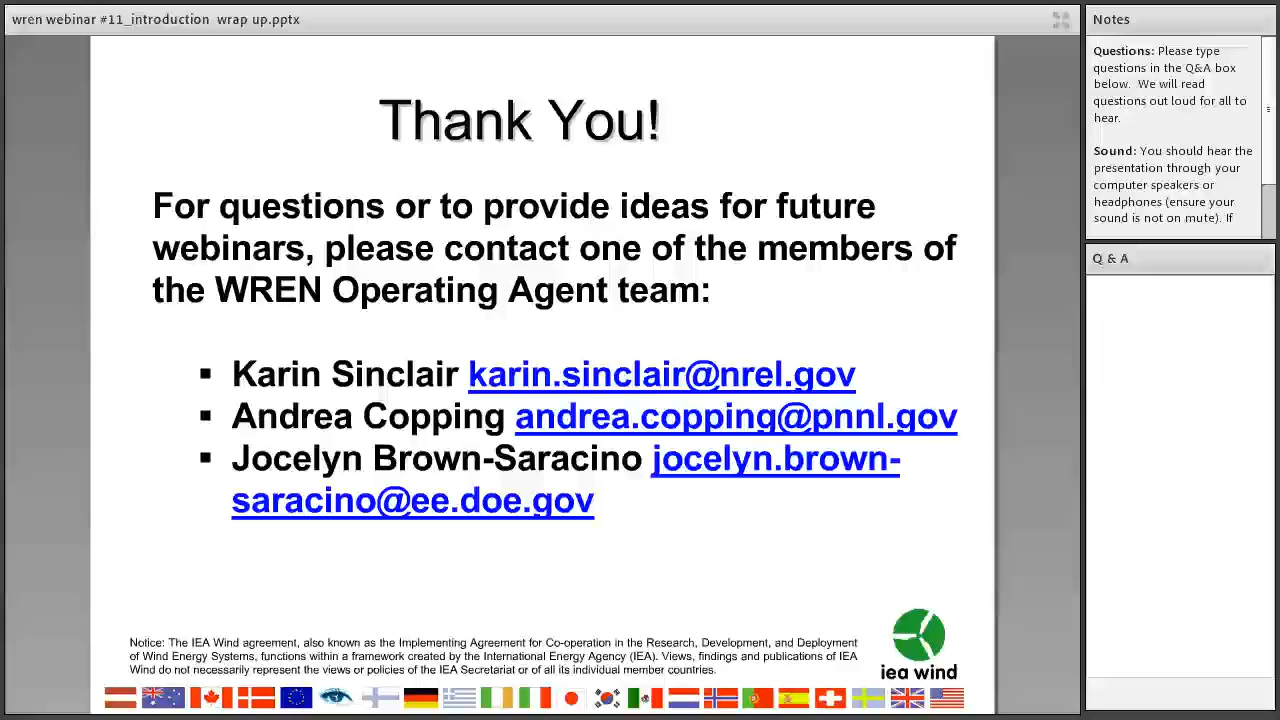 wren webinar #11_introduction wrap up.pptx
Thank You!
For questions or to provide ideas for future
webinars, please contact one of the members of
the WREN Operating Agent team:
▪ Karin Sinclair karin.sinclair@nrel.gov
▪ Andrea Copping andrea.copping@pnnl.gov
▪ Jocelyn Brown-Saracino jocelyn.brown-
saracino@ee.doe.gov
Notice: The IEA Wind agreement, also known as the Implementing Agreement for Co-operation in the Research, Development, and Deployment
of Wind Energy Systems, functions within a framework created by the International Energy Agency (IEA). Views, findings and publications of IEA
Wind do not necessarily represent the views or policies of the IEA Secretariat or of all its individual member countries.
iea wind
Notes
Questions: Please type
questions in the Q&A box
below. We will read
questions out loud for all to
hear.
Sound: You should hear the
presentation through your
computer speakers or
headphones (ensure your
sound is not on mute). If
Q & A